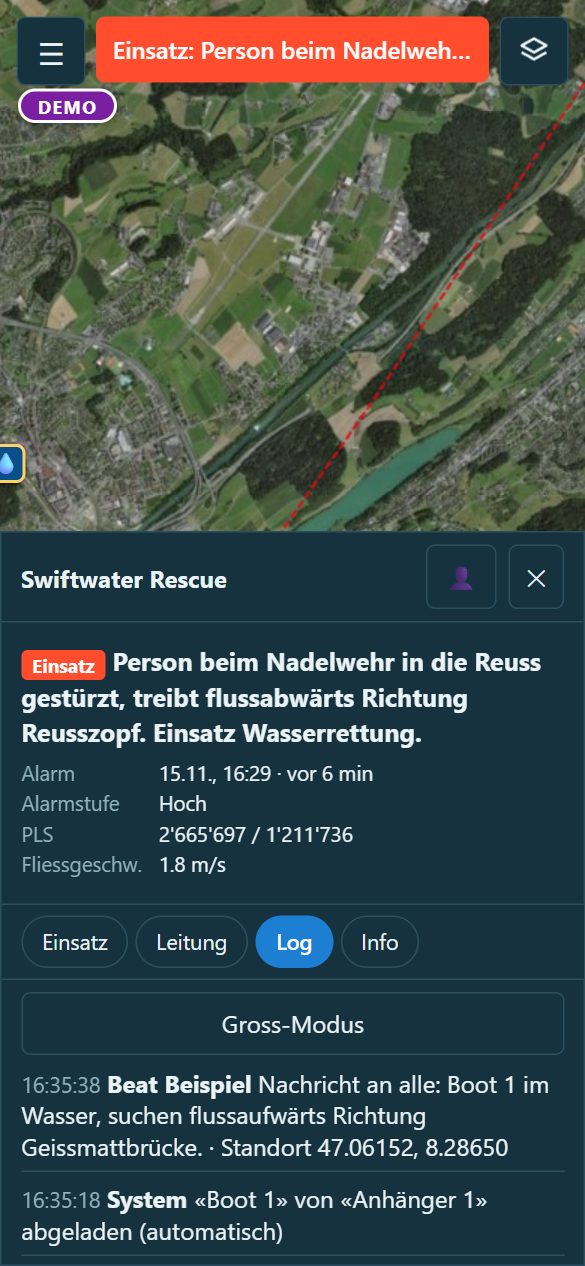 Einsatz: Person beim Nadelweh...
DEMO
Swiftwater Rescue
Einsatz Person beim Nadelwehr in die Reuss
gestürzt, treibt flussabwärts Richtung
Reusszopf. Einsatz Wasserrettung.
Alarm 15.11., 16:29 · vor 6 min
Alarmstufe Hoch
PLS 2'665'697 / 1'211'736
Fliessgeschw. 1.8 m/s
Einsatz Leitung Log Info
Gross-Modus
16:35:38 Beat Beispiel Nachricht an alle: Boot 1 im
Wasser, suchen flussaufwärts Richtung
Geissmattbrücke. · Standort 47.06152, 8.28650
16:35:18 System «Boot 1» von «Anhänger 1»
abgeladen (automatisch)